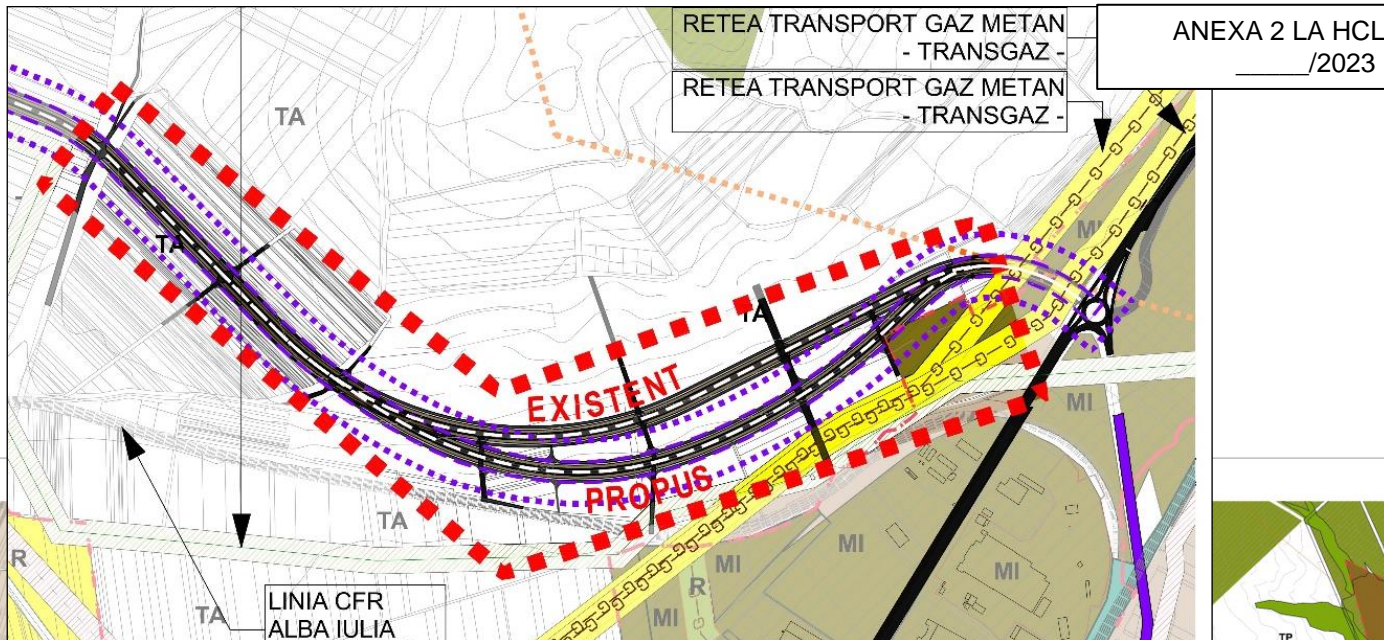 RETEA TRANSPORT GAZ METAN
- TRANSGAZ -
ANEXA 2 LA HCL
_____/2023
RETEA TRANSPORT GAZ METAN
- TRANSGAZ -
TA
MI
TA
TA
EXISTENT
MI
PROPUS
TA
MI
R
MI
MI
R
MI
TA
LINIA CFR
ALBA IULIA
TP